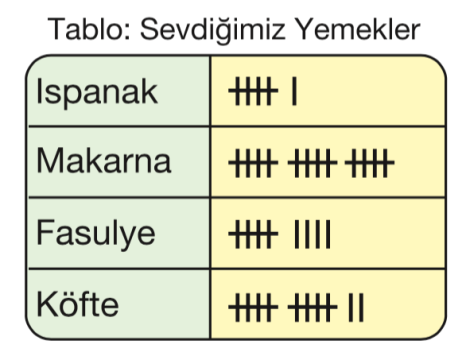 Tablo: Sevdiğimiz Yemekler
Ispanak
Makarna
Fasulye
Köfte